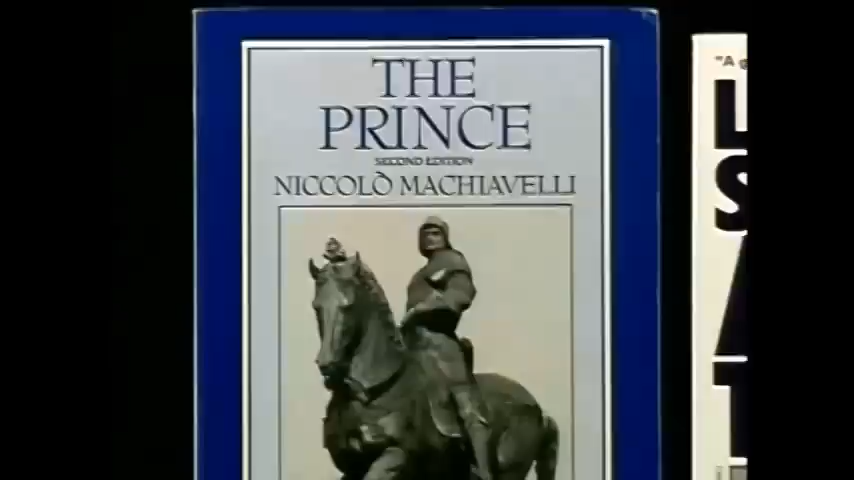 THE
PRINCE
SECOND EDITION
NICCOLÒ MACHIAVELLI
"A
L
S
A
T